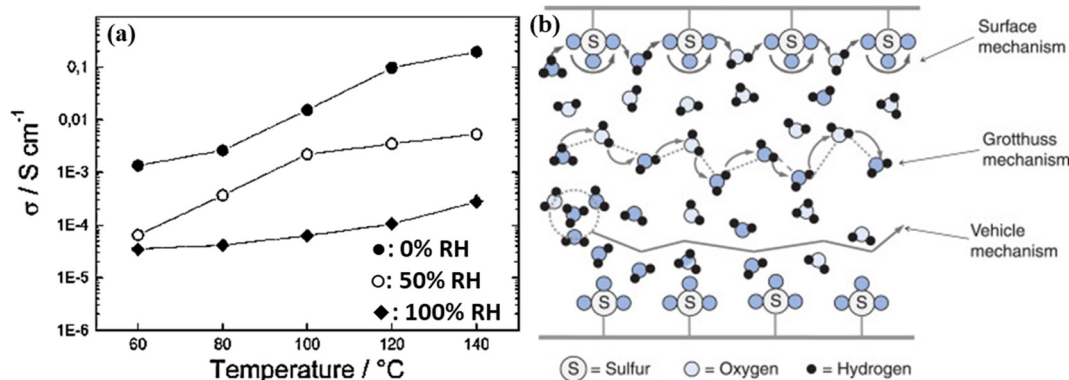 (a)
σ / S cm⁻¹
0,1
0,01
1E-3
1E-4
1E-5
1E-6
60 80 100 120 140
Temperature / °C
●: 0% RH
○: 50% RH
◆: 100% RH
(b)
S S S S
Surface
mechanism
Grotthuss
mechanism
Vehicle
mechanism
S S S S
S = Sulfur = Oxygen = Hydrogen